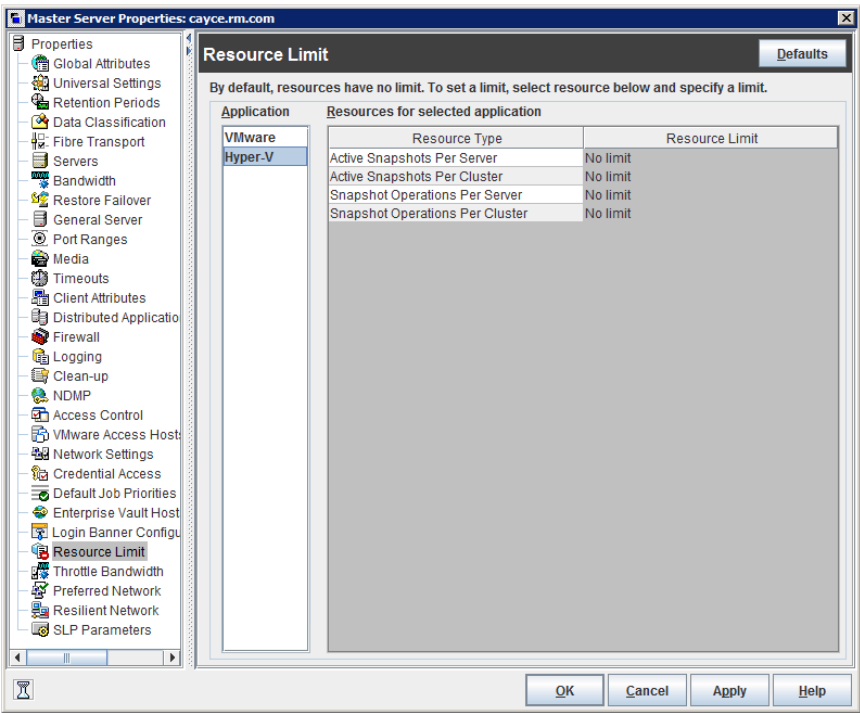 Master Server Properties: cayce.rm.com
Properties
Global Attributes
Universal Settings
Retention Periods
Data Classification
Fibre Transport
Servers
Bandwidth
Restore Failover
General Server
Port Ranges
Media
Timeouts
Client Attributes
Distributed Applicatio
Firewall
Logging
Clean-up
NDMP
Access Control
VMware Access Hosts
Network Settings
Credential Access
Default Job Priorities
Enterprise Vault Host
Login Banner Configu
Resource Limit
Throttle Bandwidth
Preferred Network
Resilient Network
SLP Parameters
Resource Limit
Defaults
By default, resources have no limit. To set a limit, select resource below and specify a limit.
Application
VMware
Hyper-V
Resources for selected application
Resource Type Resource Limit
Active Snapshots Per Server No limit
Active Snapshots Per Cluster No limit
Snapshot Operations Per Server No limit
Snapshot Operations Per Cluster No limit
OK Cancel Apply Help